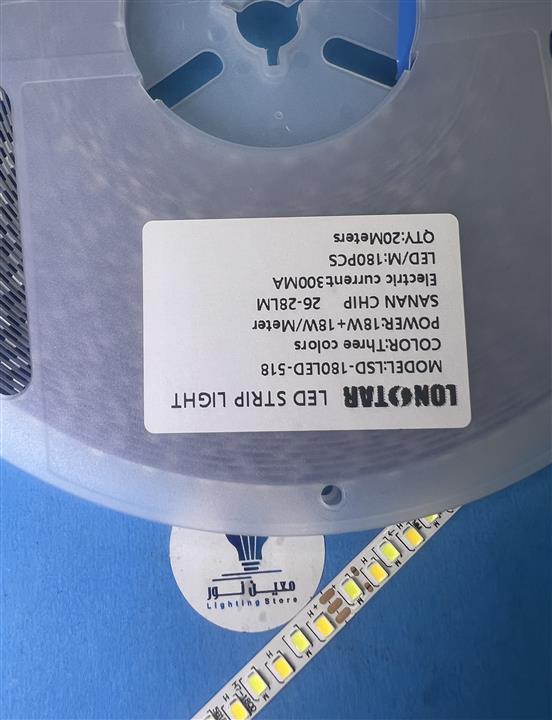 LONSTAR LED STRIP LIGHT
MODEL:LSD-180LED-518
COLOR:Three colors
POWER:18W+18W/Meter
SANAN CHIP 26-28LM
Electric current:300MA
LED/M:180PCS
QTY:20Meters
معین نور
Lighting Store